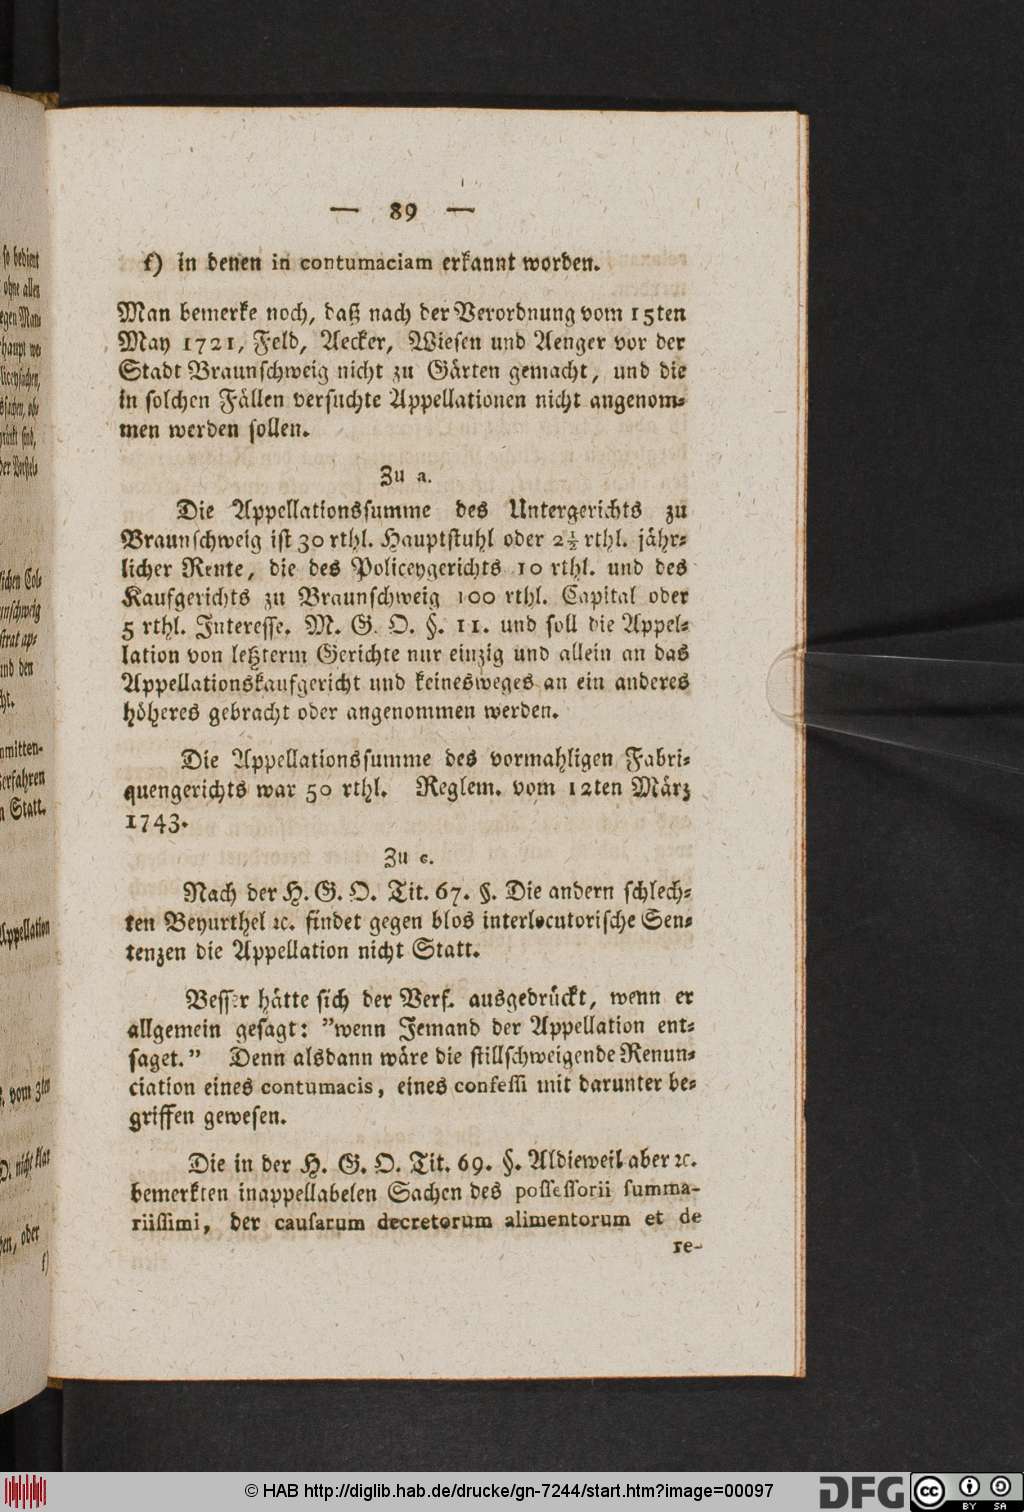 — 89 —
f) in denen in contumaciam erkannt worden.
Man bemerke noch, daß nach der Verordnung vom 15ten
May 1721, Feld, Aecker, Wiesen und Aenger vor der
Stadt Braunschweig nicht zu Gärten gemacht, und die
in solchen Fällen versuchte Appellationen nicht angenom-
men werden sollen.
Zu a.
Die Appellationssumme des Untergerichts zu
Braunschweig ist 30 rthl. Hauptstuhl oder 2½ rthl. jähr-
licher Rente, die des Policeygerichts 10 rthl. und des
Kaufgerichts zu Braunschweig 100 rthl. Capital oder
5 rthl. Interesse. M. G. O. §. 11. und soll die Appel-
lation von letzterm Gerichte nur einzig und allein an das
Appellationskaufgericht und keinesweges an ein anderes
höheres gebracht oder angenommen werden.
Die Appellationssumme des vormahligen Fabri-
quengerichts war 50 rthl. Reglem. vom 12ten März
1743.
Zu c.
Nach der H. G. O. Tit. 67. §. Die andern schlech-
ten Beyurthel ꝛc. findet gegen blos interlocutorische Sen-
tenzen die Appellation nicht Statt.
Besser hätte sich der Verf. ausgedrückt, wenn er
allgemein gesagt: "wenn Jemand der Appellation ent-
saget." Denn alsdann wäre die stillschweigende Renun-
ciation eines contumacis, eines confessi mit darunter be-
griffen gewesen.
Die in der H. G. O. Tit. 69. §. Aldieweil aber ꝛc.
bemerkten inappellabelen Sachen des possessorii summa-
riissimi, der causarum decretorum alimentorum et de
re-
© HAB http://diglib.hab.de/drucke/gn-7244/start.htm?image=00097
DFG
cc
BY SA